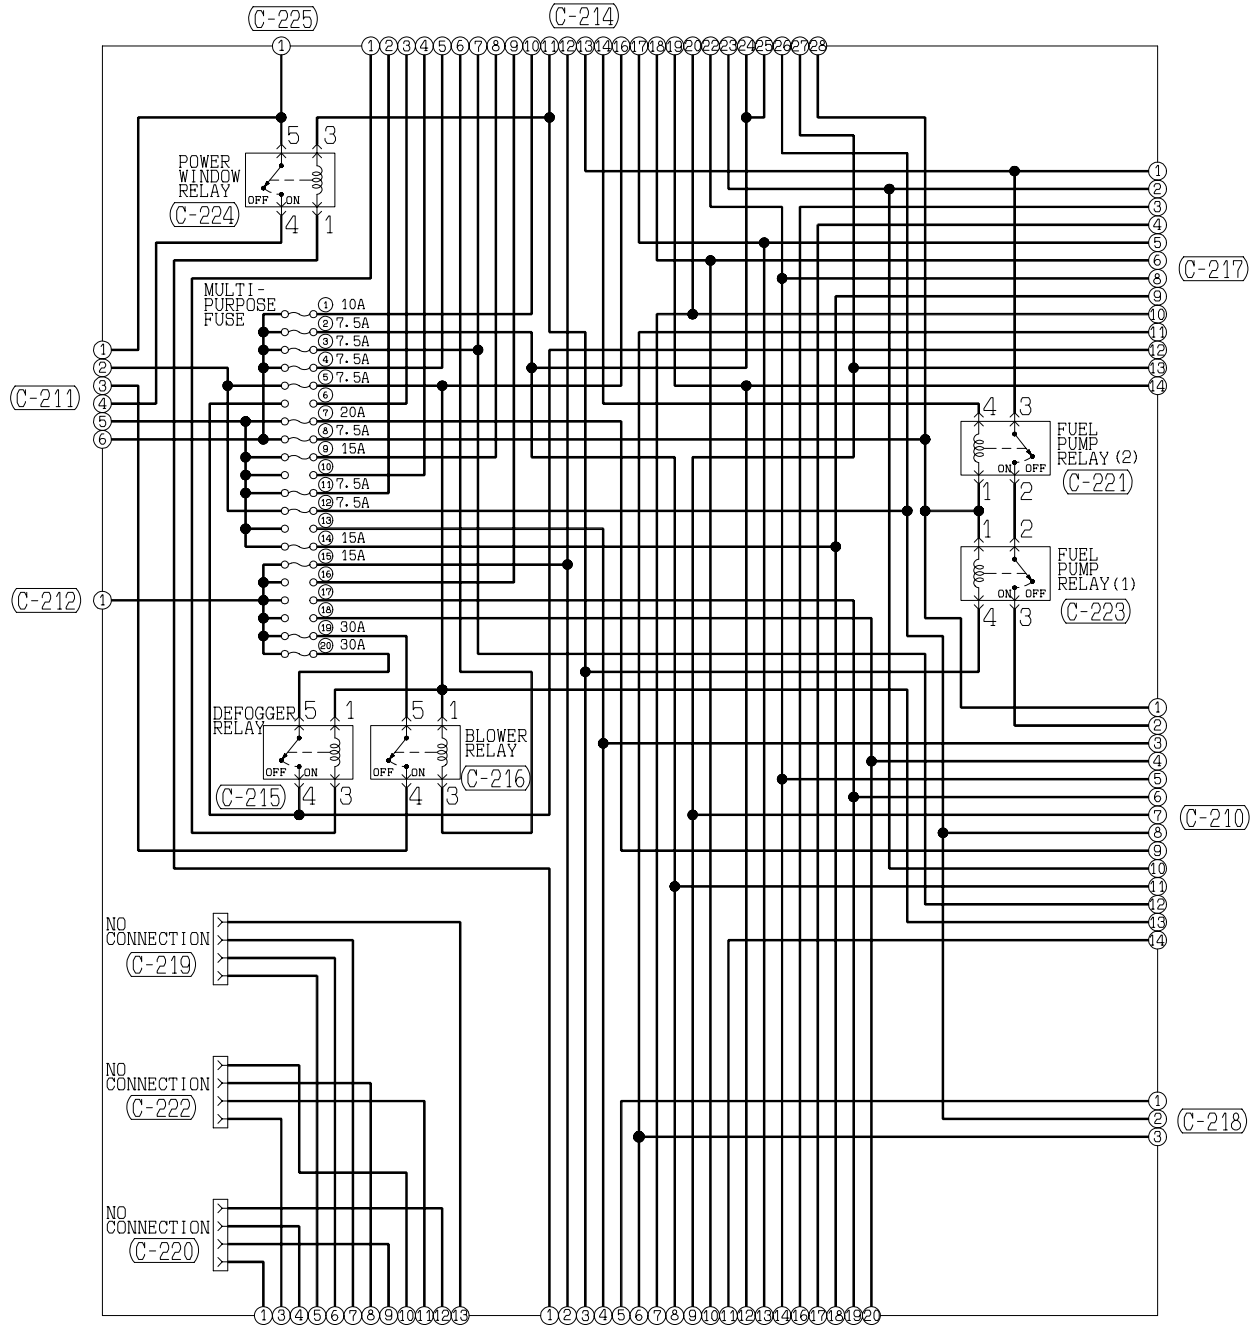 (C-225)
(C-214)
1
1 2 3 4 5 6 7 8 9 10 11 12 13 14 16 17 18 19 20 22 23 24 25 26 27 28
5 3
POWER
WINDOW
RELAY
OFF ON
(C-224)
4 1
1
2
3
4
5
6
8
9
10
11
12
13
14
(C-217)
MULTI-
PURPOSE
FUSE
1 10A
2 7.5A
3 7.5A
4 7.5A
5 7.5A
6
7 20A
8 7.5A
9 15A
10
11 7.5A
12 7.5A
13
14 15A
15 15A
16
17
18
19 30A
20 30A
1
2
3
4
5
6
(C-211)
(C-212)
1
4 3
FUEL
PUMP
RELAY(2)
ON OFF
(C-221)
1 2
1 2
FUEL
PUMP
RELAY(1)
ON OFF
(C-223)
4 3
DEFOGGER
RELAY
5 1
OFF ON
(C-215)
4 3
5 1
BLOWER
RELAY
OFF ON
(C-216)
4 3
1
2
3
4
5
6
7
8
9
10
11
12
13
14
(C-210)
NO
CONNECTION
(C-219)
NO
CONNECTION
(C-222)
1
2
3
(C-218)
NO
CONNECTION
(C-220)
1 3 4 5 6 7 8 9 10 11 12 13
1 2 3 4 5 6 7 8 9 10 11 12 13 14 16 17 18 19 20